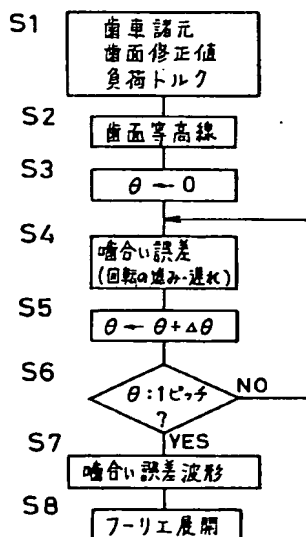 S1
歯車諸元
歯面修正値
負荷トルク
S2
歯面等高線
S3
θ ← 0
S4
噛合い誤差
(回転の進み・遅れ)
S5
θ ← θ + Δθ
S6
θ : 1ピッチ
?
NO
YES
S7
噛合い誤差波形
S8
フーリエ展開